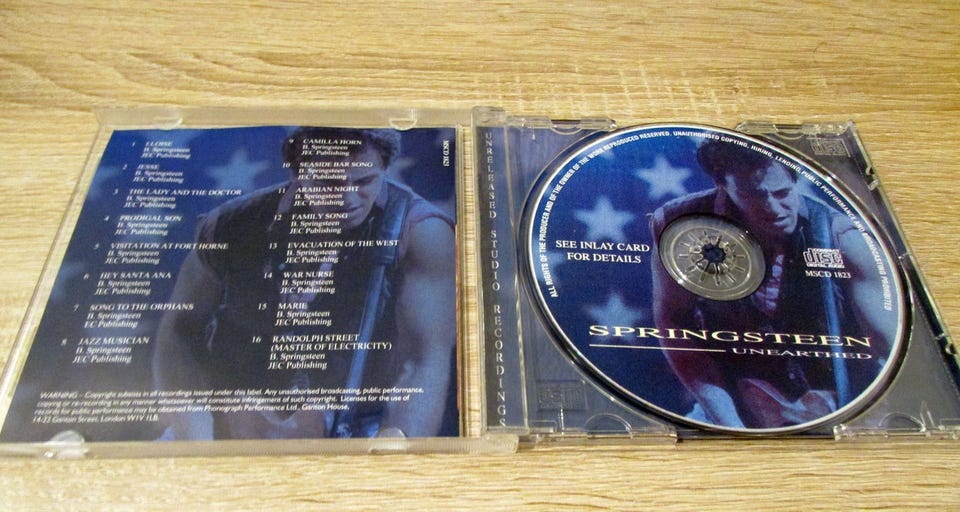 1 ELOISE
B. Springsteen
JEC Publishing
2 JESSE
B. Springsteen
JEC Publishing
3 THE LADY AND THE DOCTOR
B. Springsteen
JEC Publishing
4 PRODIGAL SON
B. Springsteen
JEC Publishing
5 VISITATION AT FORT HORNE
B. Springsteen
JEC Publishing
6 HEY SANTA ANA
B. Springsteen
JEC Publishing
7 SONG TO THE ORPHANS
B. Springsteen
EC Publishing
8 JAZZ MUSICIAN
B. Springsteen
JEC Publishing
9 CAMILLA HORN
B. Springsteen
JEC Publishing
10 SEASIDE BAR SONG
B. Springsteen
JEC Publishing
11 ARABIAN NIGHT
B. Springsteen
JEC Publishing
12 FAMILY SONG
B. Springsteen
JEC Publishing
13 EVACUATION OF THE WEST
B. Springsteen
JEC Publishing
14 WAR NURSE
B. Springsteen
JEC Publishing
15 MARIE
B. Springsteen
JEC Publishing
16 RANDOLPH STREET
(MASTER OF ELECTRICITY)
B. Springsteen
JEC Publishing
MSCD 1823
WARNING – Copyright subsists in all recordings issued under this label. Any unauthorised broadcasting, public performance,
copying or re-recording in any manner whatsoever will constitute infringement of such copyright. Licences for the use of
records for public performance may be obtained from Phonograph Performance Ltd., Ganton House,
14-22 Ganton Street, London W1V 1LB.
UNRELEASED STUDIO RECORDINGS
ALL RIGHTS OF THE PRODUCER AND OF THE OWNER OF THE WORK REPRODUCED RESERVED. UNAUTHORISED COPYING, HIRING, LENDING, PUBLIC PERFORMANCE AND BROADCASTING PROHIBITED
SEE INLAY CARD
FOR DETAILS
COMPACT
disc
DIGITAL AUDIO
MSCD 1823
SPRINGSTEEN
UNEARTHED